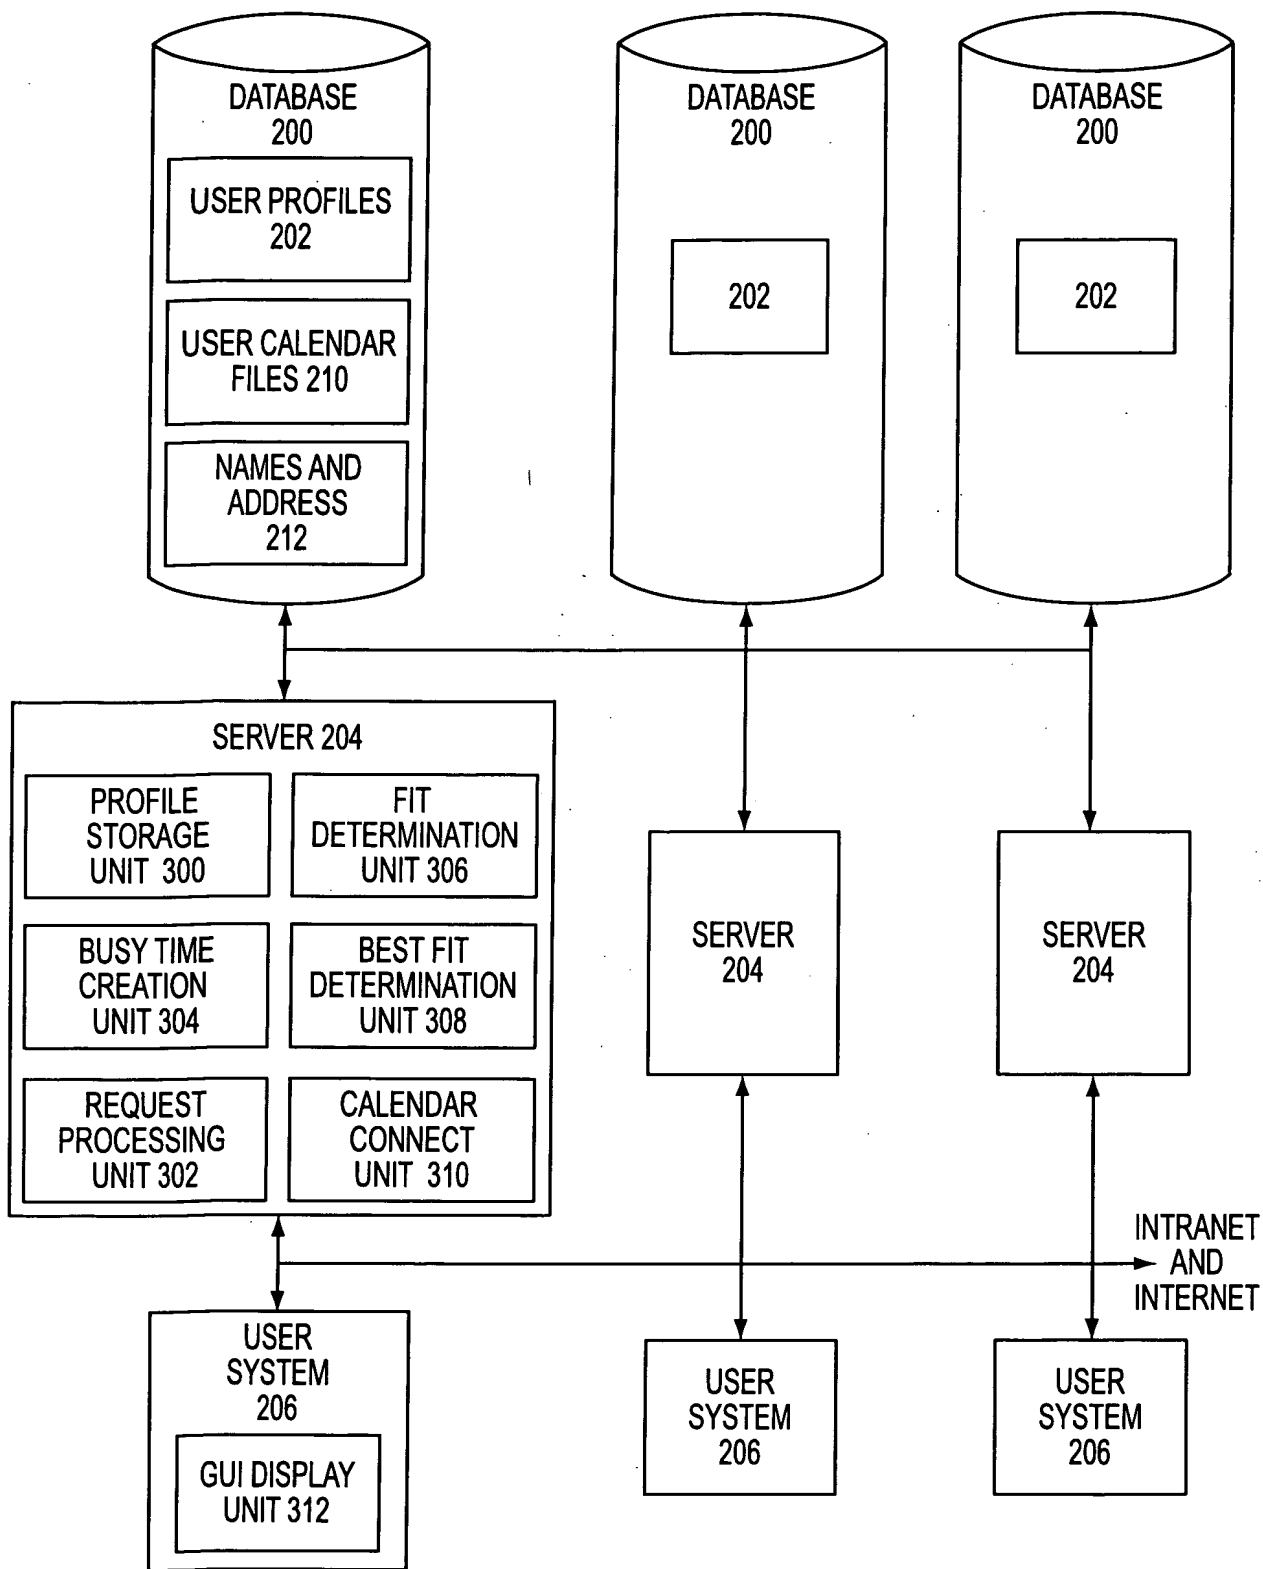 DATABASE
200
USER PROFILES
202
USER CALENDAR
FILES 210
NAMES AND
ADDRESS
212
DATABASE
200
202
DATABASE
200
202
SERVER 204
PROFILE
STORAGE
UNIT 300
FIT
DETERMINATION
UNIT 306
BUSY TIME
CREATION
UNIT 304
BEST FIT
DETERMINATION
UNIT 308
REQUEST
PROCESSING
UNIT 302
CALENDAR
CONNECT
UNIT 310
SERVER
204
SERVER
204
INTRANET
AND
INTERNET
USER
SYSTEM
206
GUI DISPLAY
UNIT 312
USER
SYSTEM
206
USER
SYSTEM
206